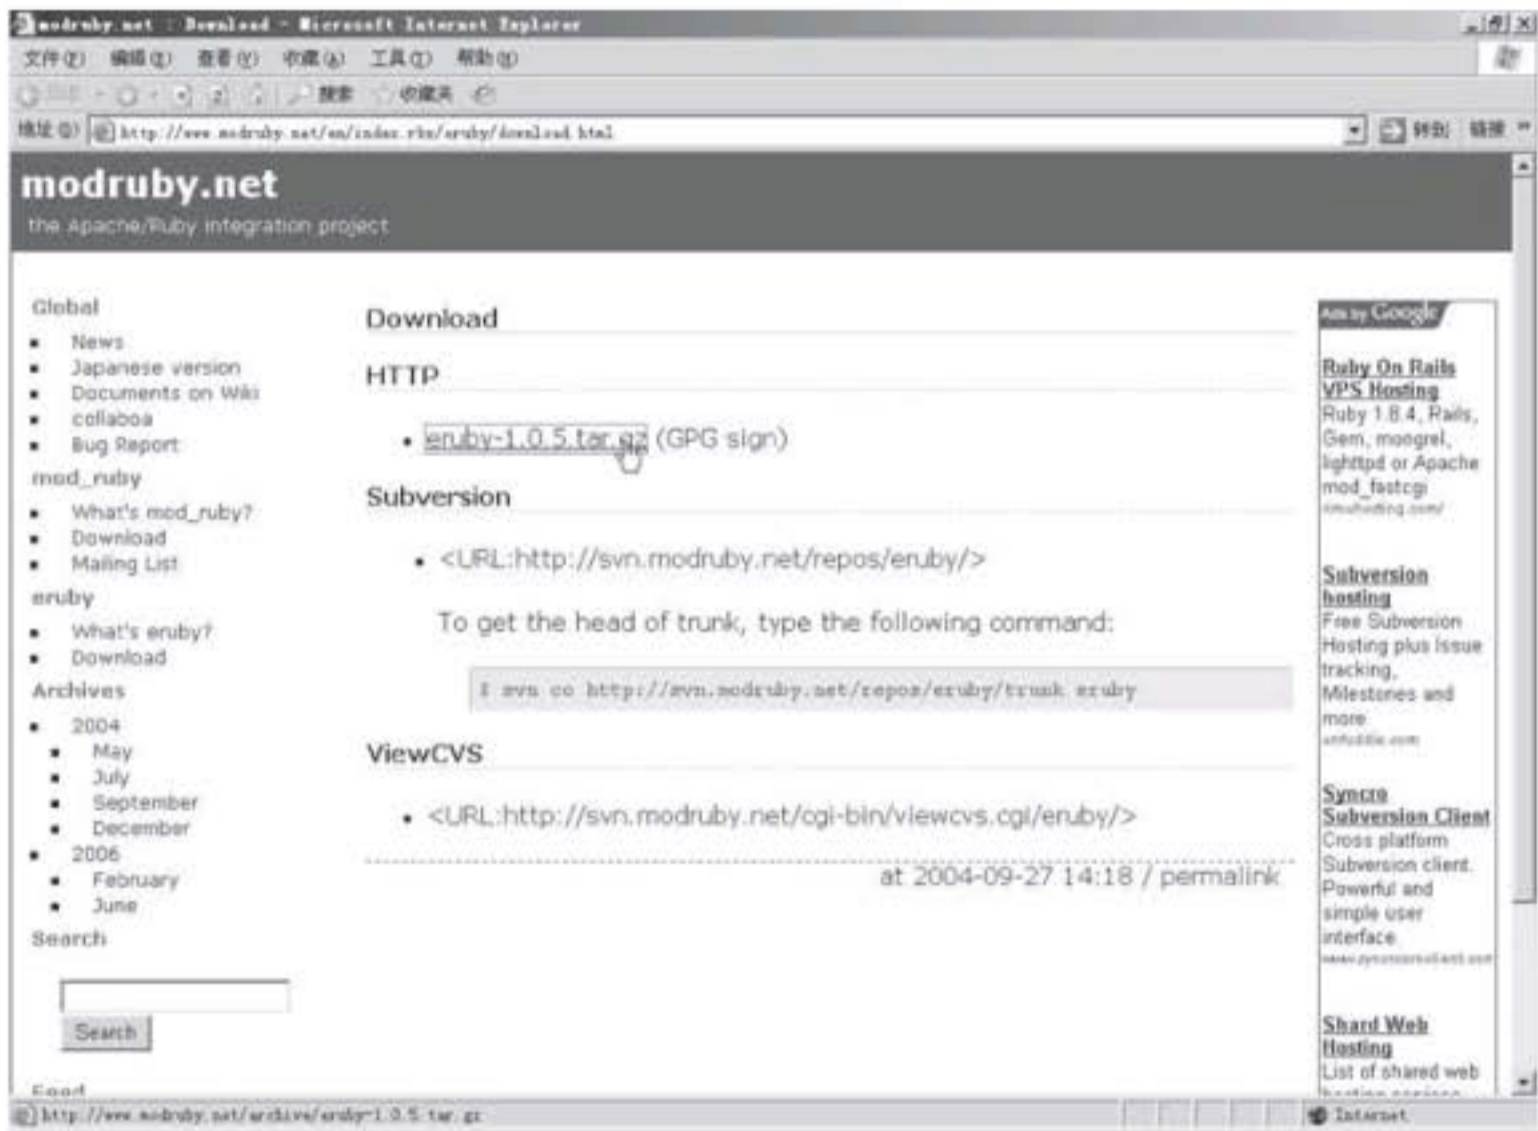 modruby.net : Download - Microsoft Internet Explorer
文件(F) 编辑(E) 查看(V) 收藏(A) 工具(T) 帮助(H)
搜索 收藏夹
地址(D) http://www.modruby.net/en/index.rbx/eruby/download.html 转到 链接 »
modruby.net
the Apache/Ruby integration project
Global
News
Japanese version
Documents on Wiki
collaboa
Bug Report
mod_ruby
What's mod_ruby?
Download
Mailing List
eruby
What's eruby?
Download
Archives
2004
May
July
September
December
2006
February
June
Search
Search
Feed
Download
HTTP
eruby-1.0.5.tar.gz (GPG sign)
Subversion
<URL:http://svn.modruby.net/repos/eruby/>
To get the head of trunk, type the following command:
$ svn co http://svn.modruby.net/repos/eruby/trunk eruby
ViewCVS
<URL:http://svn.modruby.net/cgi-bin/viewcvs.cgi/eruby/>
at 2004-09-27 14:18 / permalink
Ads by Google
Ruby On Rails
VPS Hosting
Ruby 1.8.4, Rails,
Gem, mongrel,
lighttpd or Apache
mod_fastcgi
rimuhosting.com/
Subversion
hosting
Free Subversion
Hosting plus Issue
tracking,
Milestones and
more
unfuddle.com
Syncro
Subversion Client
Cross platform
Subversion client.
Powerful and
simple user
interface
Shard Web
Hosting
List of shared web
hosting services
http://www.modruby.net/archive/eruby-1.0.5.tar.gz
Internet